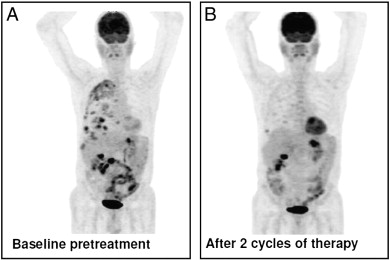 A
B
Baseline pretreatment
After 2 cycles of therapy